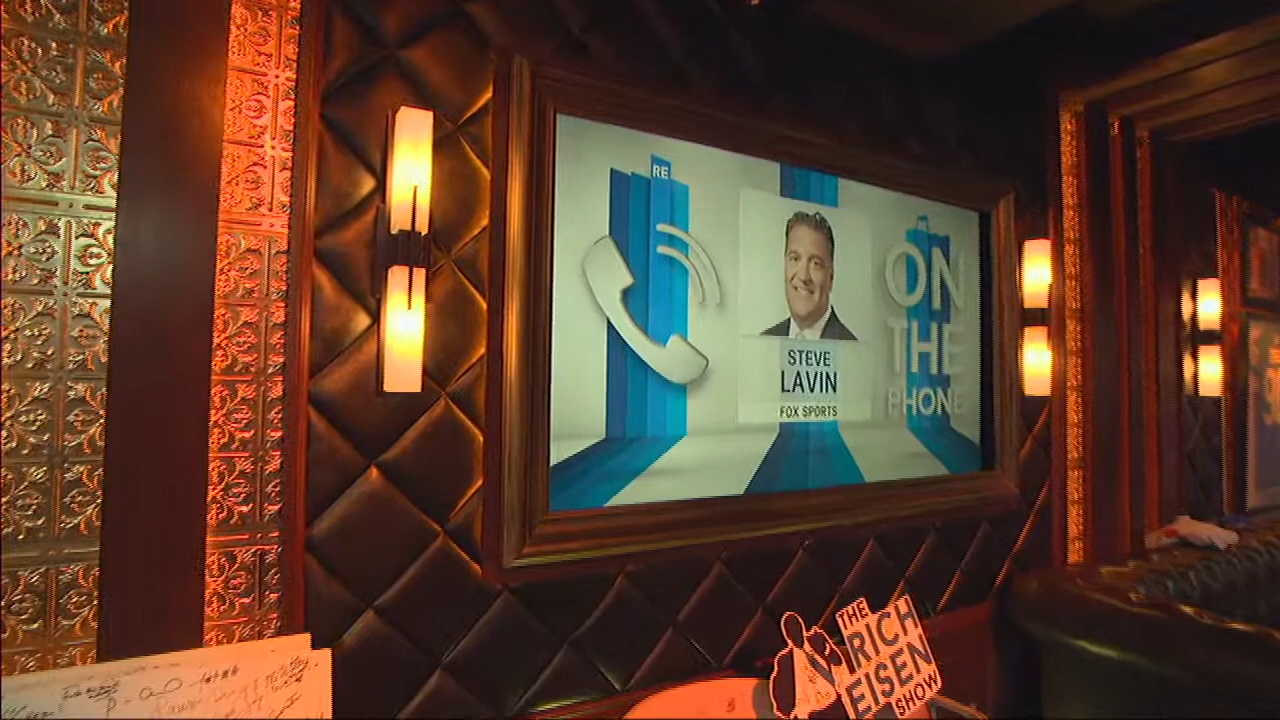 RE
STEVE
LAVIN
FOX SPORTS
ON
THE
PHONE
THE
RICH
EISEN
SHOW